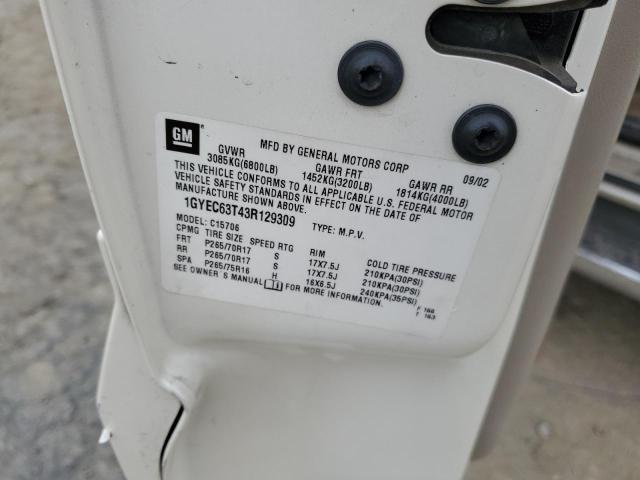 GM
MFD BY GENERAL MOTORS CORP 09/02
GVWR GAWR FRT GAWR RR
3085KG(6800LB) 1452KG(3200LB) 1814KG(4000LB)
THIS VEHICLE CONFORMS TO ALL APPLICABLE U.S. FEDERAL MOTOR
VEHICLE SAFETY STANDARDS IN EFFECT ON THE DATE OF
MANUFACTURE SHOWN ABOVE.
1GYEC63T43R129309 TYPE: M.P.V.
MODEL: C15706
CPMG TIRE SIZE SPEED RTG RIM COLD TIRE PRESSURE
FRT P265/70R17 S 17X7.5J 210KPA(30PSI)
RR P265/70R17 S 17X7.5J 210KPA(30PSI)
SPA P265/75R16 H 16X6.5J 240KPA(35PSI)
SEE OWNER'S MANUAL FOR MORE INFORMATION.
F 166
T 163